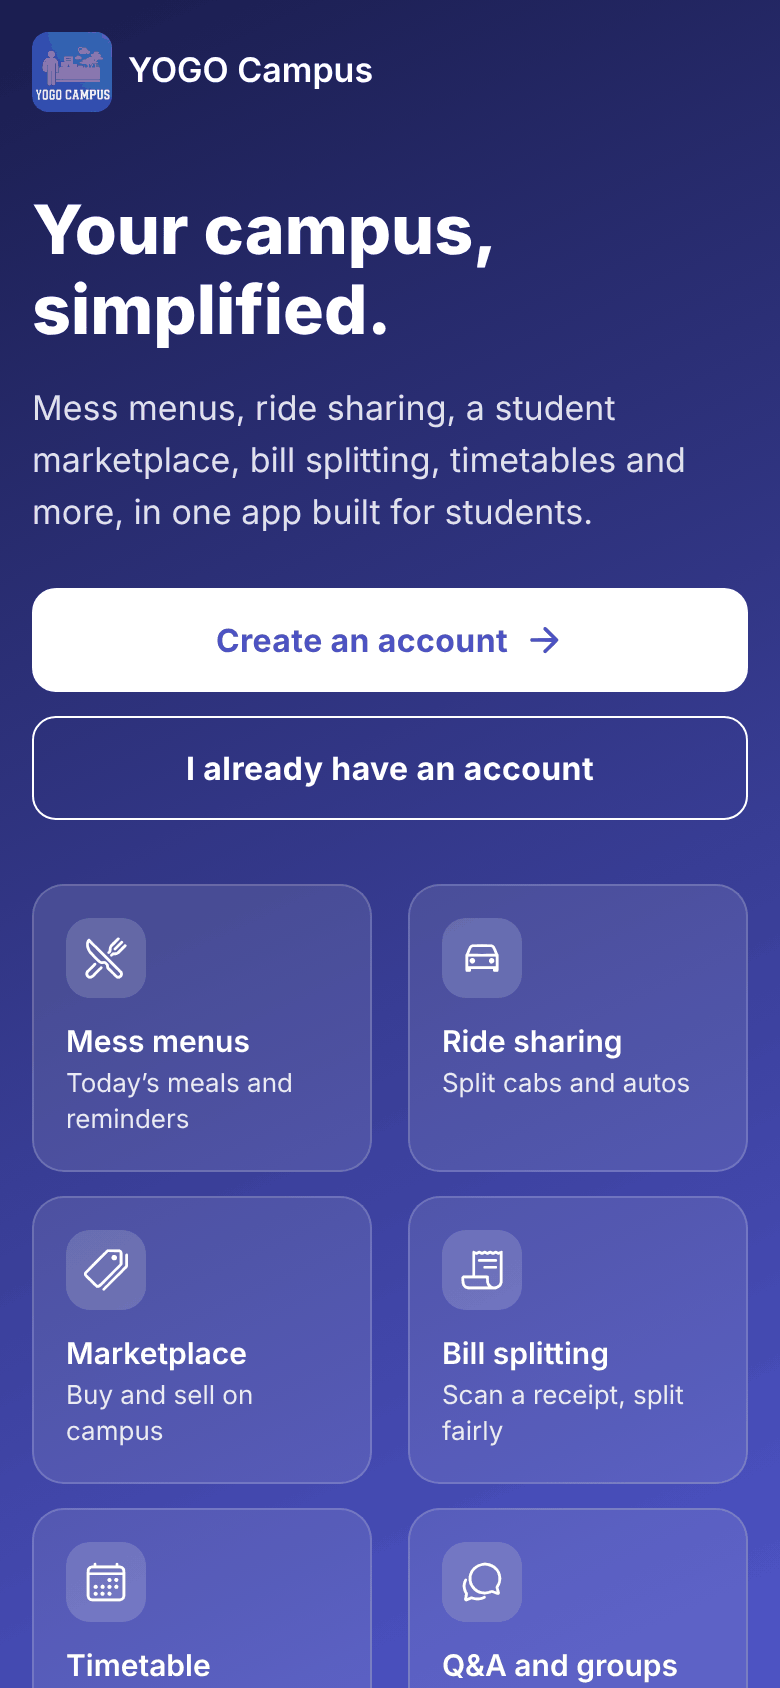 YOGO CAMPUS
YOGO Campus
Your campus,
simplified.
Mess menus, ride sharing, a student
marketplace, bill splitting, timetables and
more, in one app built for students.
Create an account →
I already have an account
Mess menus
Today’s meals and
reminders
Ride sharing
Split cabs and autos
Marketplace
Buy and sell on
campus
Bill splitting
Scan a receipt, split
fairly
Timetable
Q&A and groups